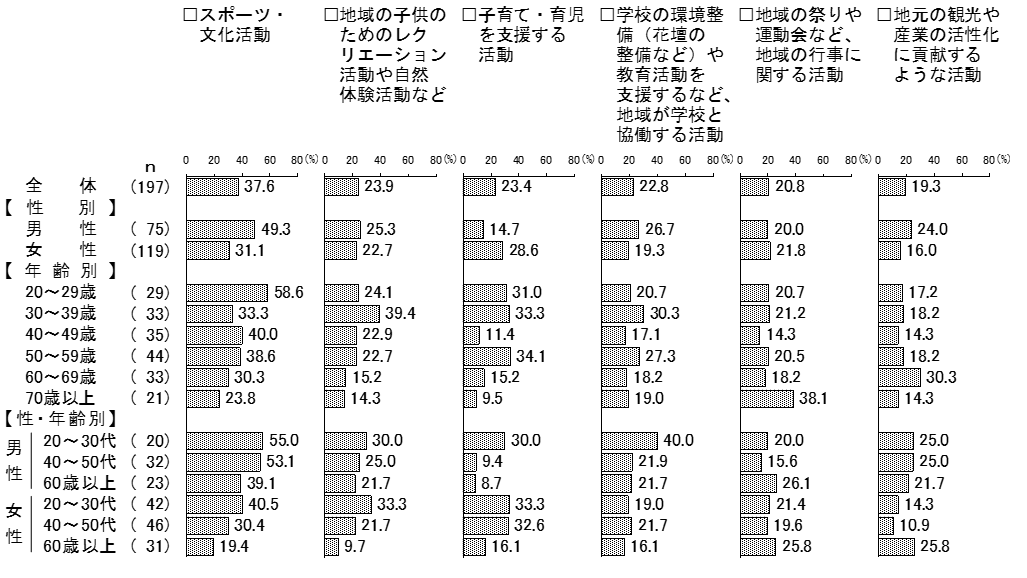 □スポーツ・
文化活動
□地域の子供の
ためのレク
リエーション
活動や自然
体験活動など
□子育て・育児
を支援する
活動
□学校の環境整
備（花壇の
整備など）や
教育活動を
支援するなど、
地域が学校と
協働する活動
□地域の祭りや
運動会など、
地域の行事に
関する活動
□地元の観光や
産業の活性化
に貢献する
ような活動
n 0 20 40 60 80(%) 0 20 40 60 80(%) 0 20 40 60 80(%) 0 20 40 60 80(%) 0 20 40 60 80(%) 0 20 40 60 80(%)
全体 (197) 37.6 23.9 23.4 22.8 20.8 19.3
【性別】
男性 (75) 49.3 25.3 14.7 26.7 20.0 24.0
女性 (119) 31.1 22.7 28.6 19.3 21.8 16.0
【年齢別】
20～29歳 (29) 58.6 24.1 31.0 20.7 20.7 17.2
30～39歳 (33) 33.3 39.4 33.3 30.3 21.2 18.2
40～49歳 (35) 40.0 22.9 11.4 17.1 14.3 14.3
50～59歳 (44) 38.6 22.7 34.1 27.3 20.5 18.2
60～69歳 (33) 30.3 15.2 15.2 18.2 18.2 30.3
70歳以上 (21) 23.8 14.3 9.5 19.0 38.1 14.3
【性・年齢別】
男性
20～30代 (20) 55.0 30.0 30.0 40.0 20.0 25.0
40～50代 (32) 53.1 25.0 9.4 21.9 15.6 25.0
60歳以上 (23) 39.1 21.7 8.7 21.7 26.1 21.7
女性
20～30代 (42) 40.5 33.3 33.3 19.0 21.4 14.3
40～50代 (46) 30.4 21.7 32.6 21.7 19.6 10.9
60歳以上 (31) 19.4 9.7 16.1 16.1 25.8 25.8